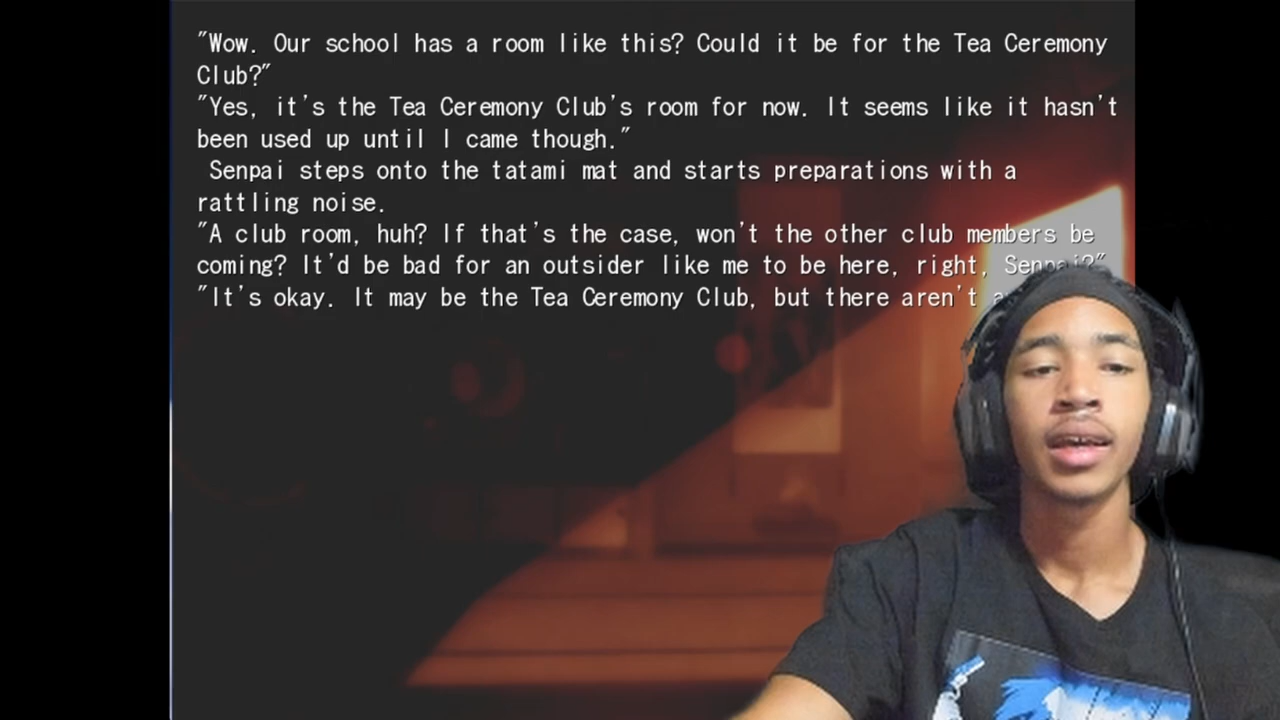 "Wow. Our school has a room like this? Could it be for the Tea Ceremony
Club?"
"Yes, it's the Tea Ceremony Club's room for now. It seems like it hasn't
been used up until I came though."
Senpai steps onto the tatami mat and starts preparations with a
rattling noise.
"A club room, huh? If that's the case, won't the other club members be
coming? It'd be bad for an outsider like me to be here, right, Senpai?"
"It's okay. It may be the Tea Ceremony Club, but there aren't